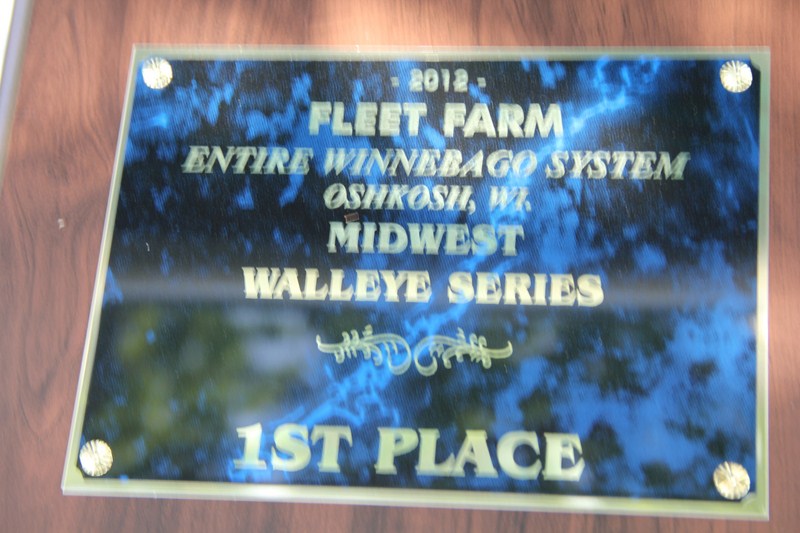 - 2012 -
FLEET FARM
ENTIRE WINNEBAGO SYSTEM
OSHKOSH, WI.
MIDWEST
WALLEYE SERIES
1ST PLACE